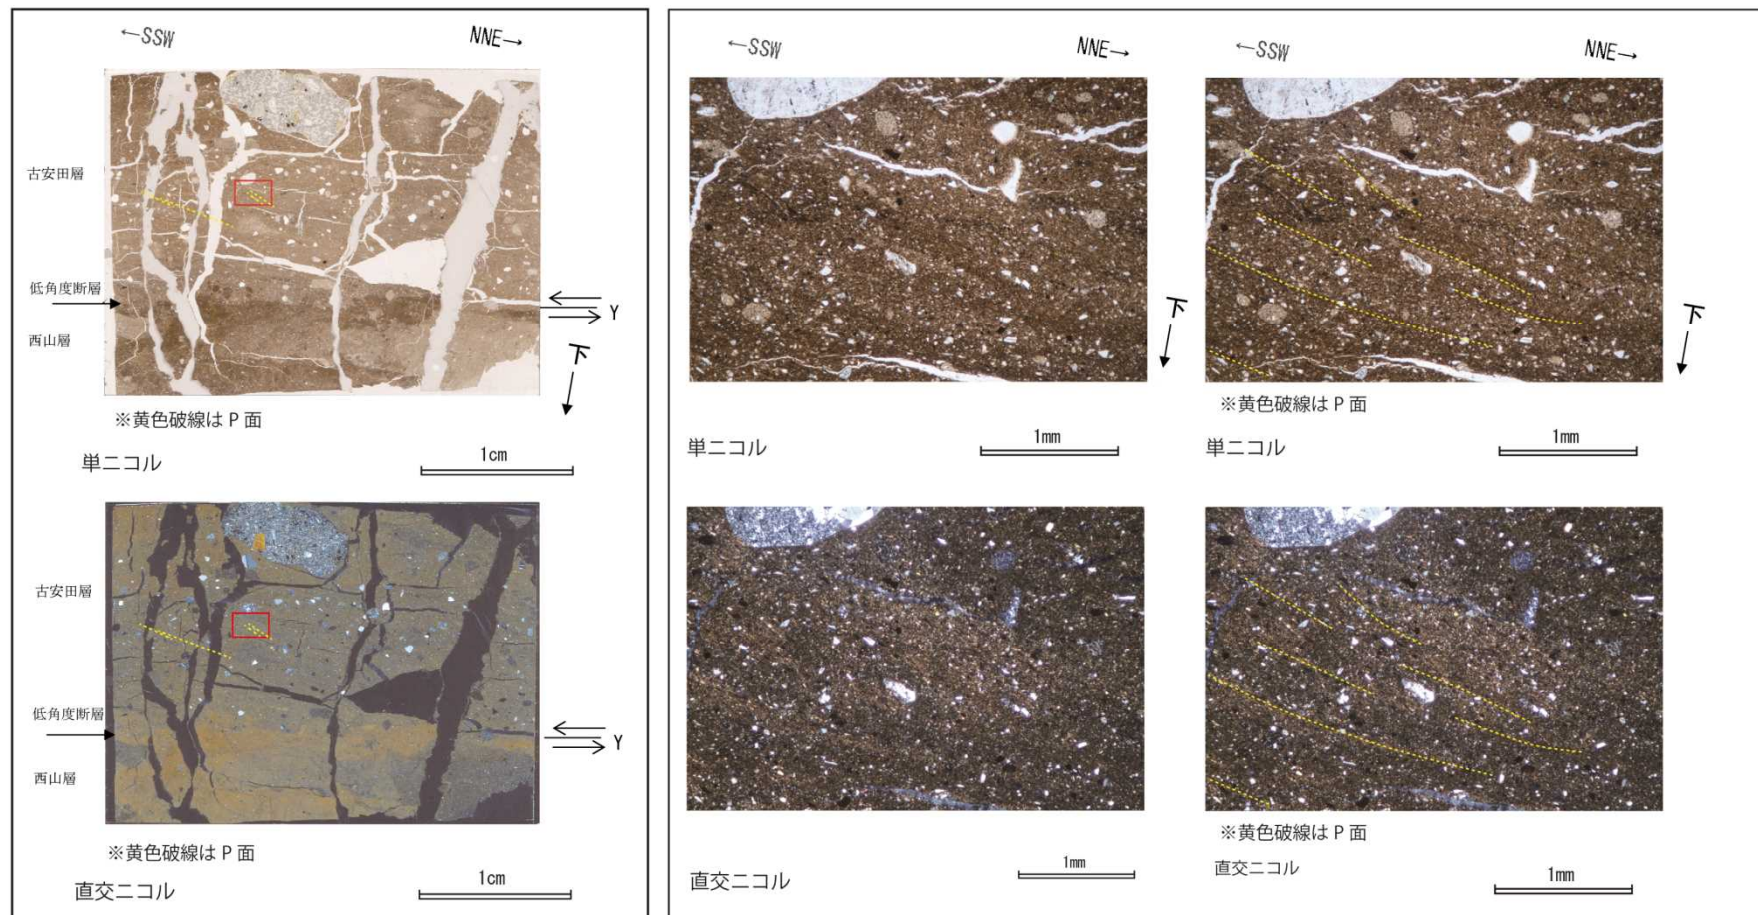 ←SSW
NNE→
古安田層
低角度断層
西山層
Y
下
※黄色破線は P 面
単ニコル
1cm
古安田層
低角度断層
西山層
Y
※黄色破線は P 面
直交ニコル
1cm
←SSW
NNE→
←SSW
NNE→
下
下
※黄色破線は P 面
単ニコル
1mm
単ニコル
1mm
※黄色破線は P 面
直交ニコル
1mm
直交ニコル
1mm